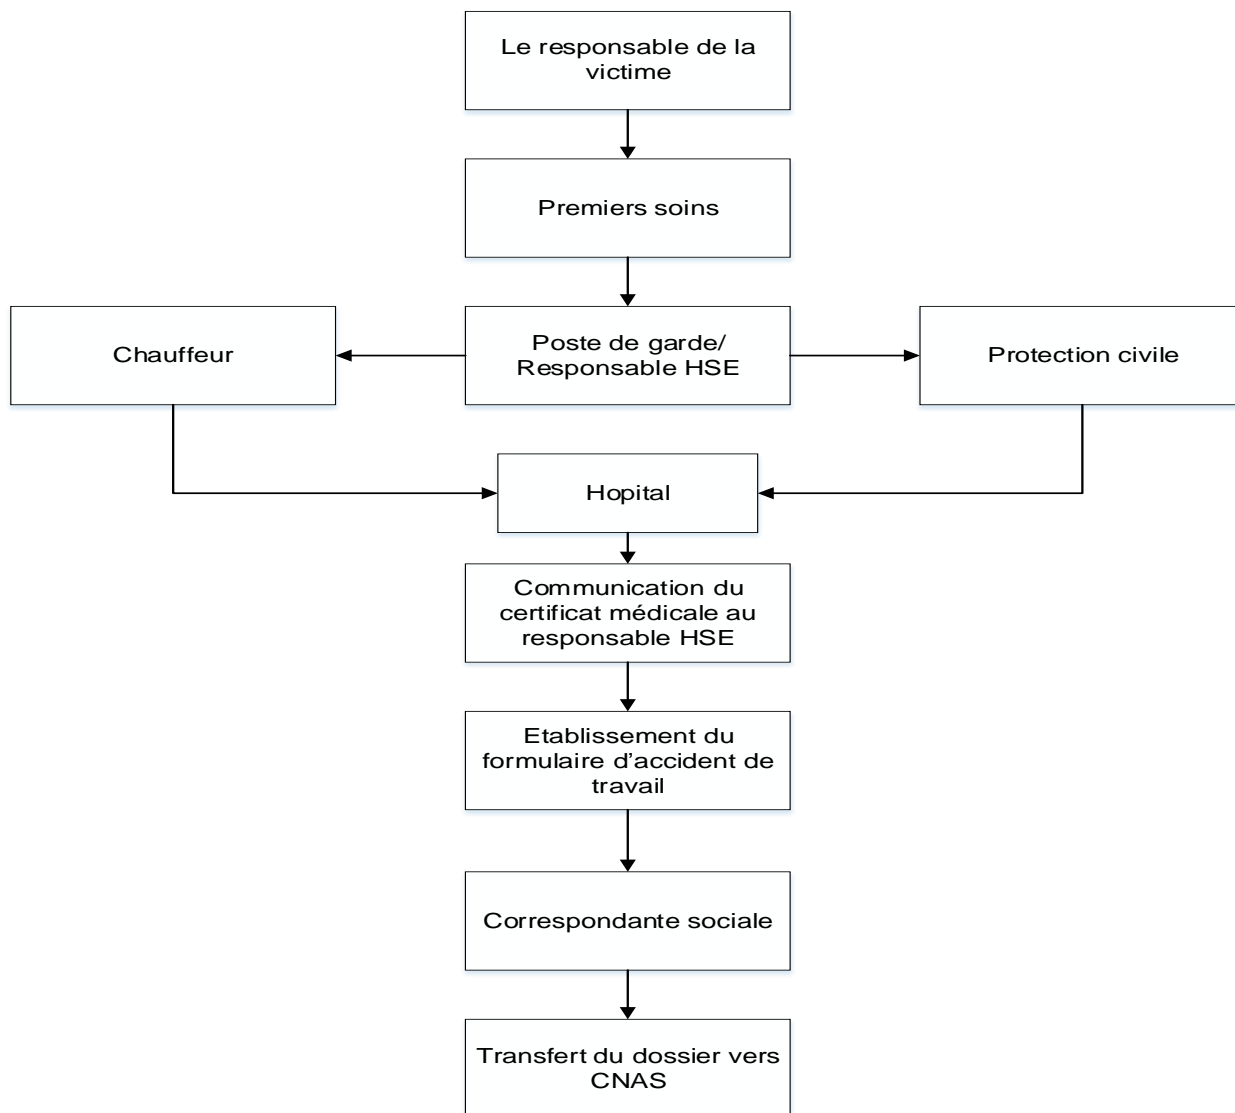 Le responsable de la
victime
Premiers soins
Chauffeur
Poste de garde/
Responsable HSE
Protection civile
Hopital
Communication du
certificat médicale au
responsable HSE
Etablissement du
formulaire d'accident de
travail
Correspondante sociale
Transfert du dossier vers
CNAS